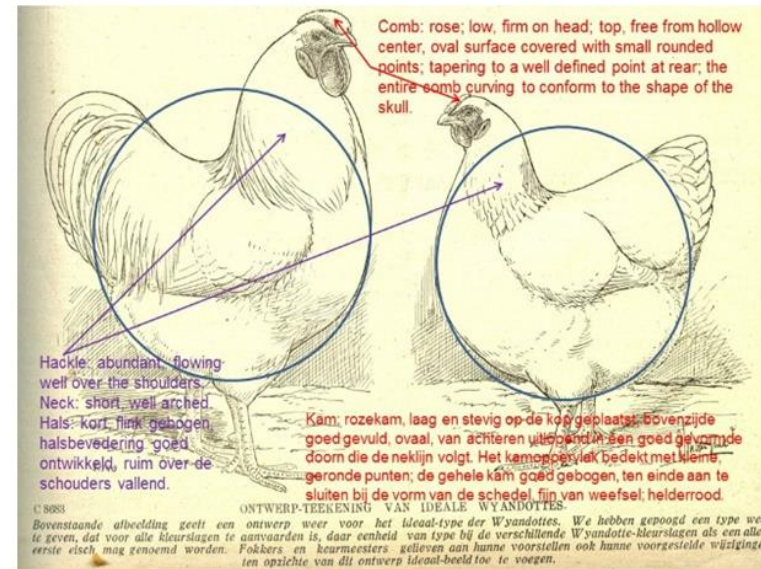 Comb: rose; low, firm on head; top, free from hollow
center, oval surface covered with small rounded
points; tapering to a well defined point at rear; the
entire comb curving to conform to the shape of the
skull.
Hackle: abundant, flowing
well over the shoulders.
Neck: short, well arched.
Hals: kort, flink gebogen,
halsbevedering goed
ontwikkeld, ruim over de
schouders vallend.
Kam: rozekam, laag en stevig op de kop geplaatst, bovenzijde
goed gevuld, ovaal, van achteren uitlopend in een goed gevormde
doorn die de neklijn volgt. Het kamoppervlak bedekt met kleine,
geronde punten; de gehele kam goed gebogen, ten einde aan te
sluiten bij de vorm van de schedel, fijn van weefsel; helderrood.
C 8683 ONTWERP-TEEKENING VAN IDEALE WYANDOTTES.
Bovenstaande afbeelding geeft een ontwerp weer voor het ideaal-type der Wyandottes. We hebben gepoogd een type we
te geven, dat voor alle kleurslagen te aanvaarden is, daar eenheid van type bij de verschillende Wyandotte-kleurslagen als een alle
eerste eisch mag genoemd worden. Fokkers en keurmeesters gelieven aan hunne voorstellen ook hunne voorgestelde wijziginge
ten opzichte van dit ontwerp ideaal-beeld toe te voegen.